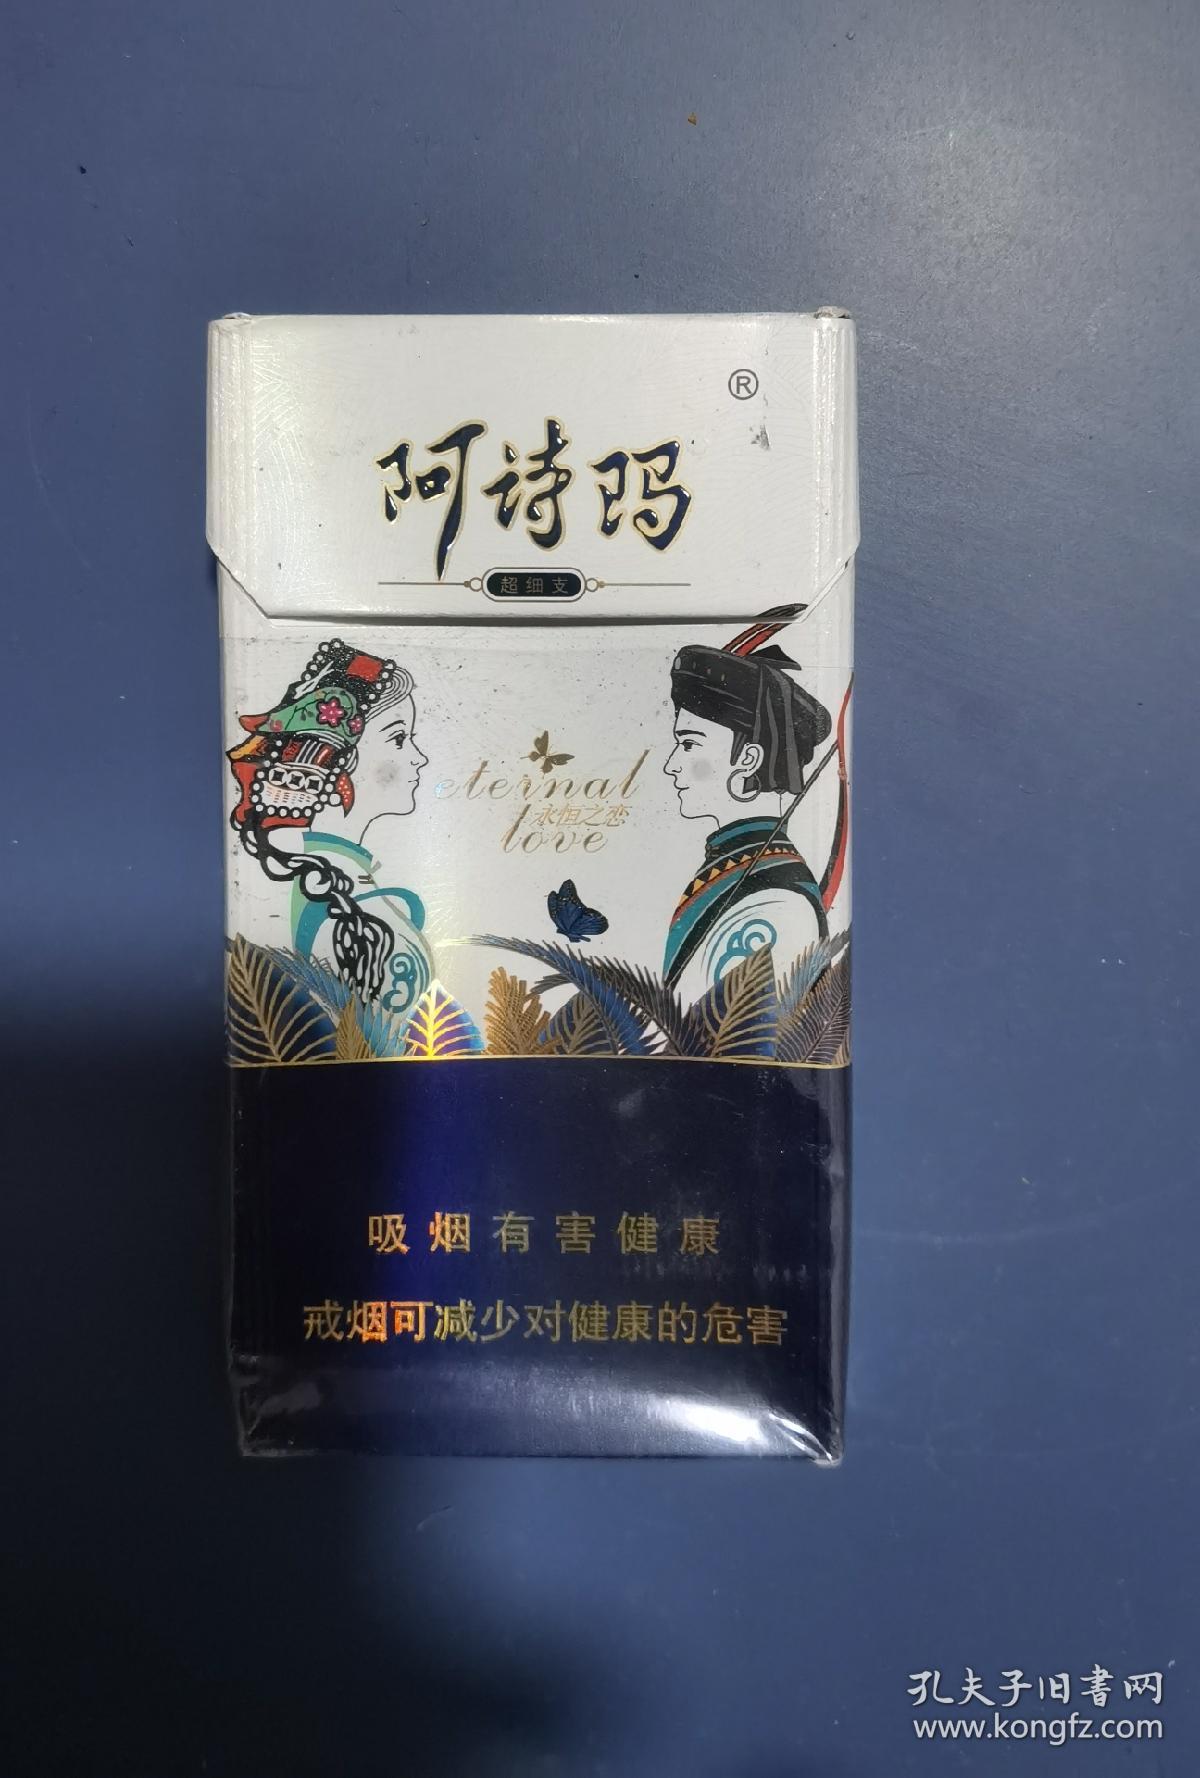 ®
阿诗玛
超细支
eternal
永恒之恋
love
吸烟有害健康
戒烟可减少对健康的危害
孔夫子旧書网
www.kongfz.com